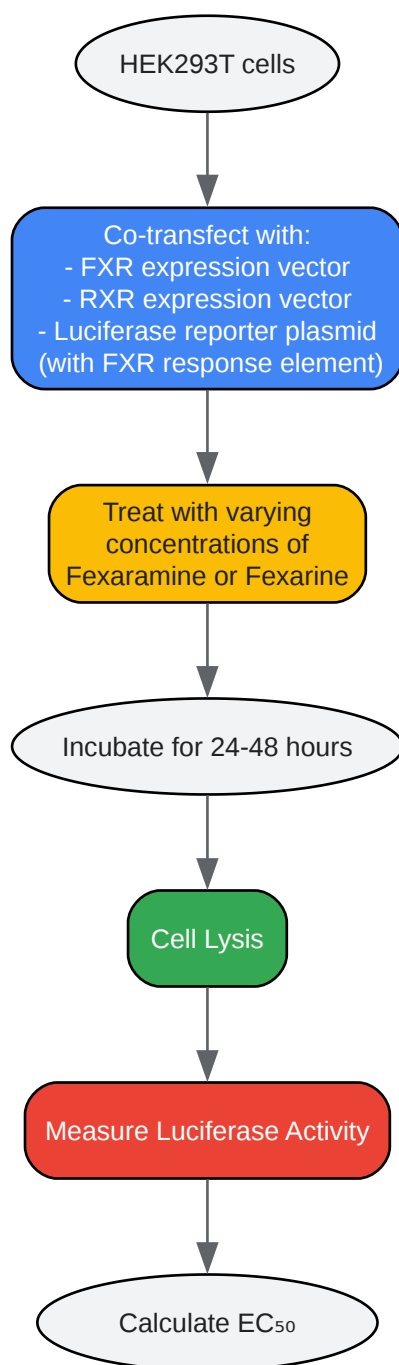 HEK293T cells
Co-transfect with:
- FXR expression vector
- RXR expression vector
- Luciferase reporter plasmid
(with FXR response element)
Treat with varying
concentrations of
Fexaramine or Fexarine
Incubate for 24-48 hours
Cell Lysis
Measure Luciferase Activity
Calculate EC₅₀